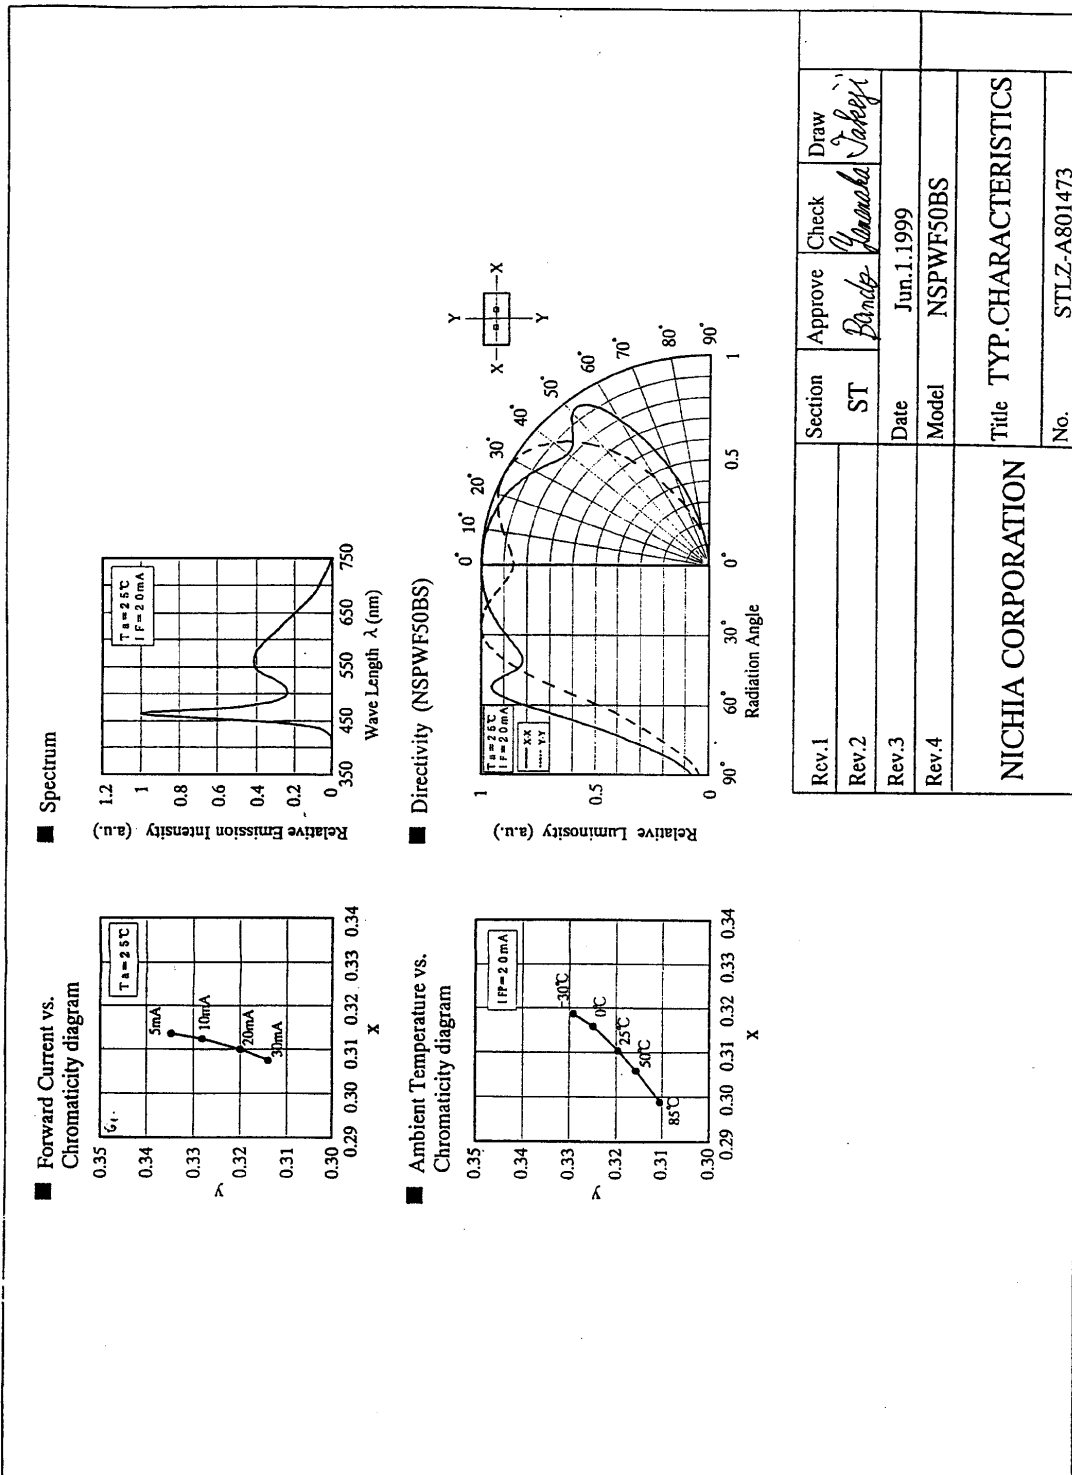 ■ Forward Current vs.
Chromaticity diagram
0.35
0.34
0.33
0.32
0.31
0.30
y
Ta=25℃
5mA
10mA
20mA
30mA
0.29 0.30 0.31 0.32 0.33 0.34
x
■ Ambient Temperature vs.
Chromaticity diagram
0.35
0.34
0.33
0.32
0.31
0.30
y
IFP=20mA
-30℃
0℃
25℃
50℃
85℃
0.29 0.30 0.31 0.32 0.33 0.34
x
■ Spectrum
Relative Emission Intensity (a.u.)
1.2
1
0.8
0.6
0.4
0.2
0
Ta=25℃
IF=20mA
350 450 550 650 750
Wave Length λ (nm)
■ Directivity (NSPWF50BS)
Relative Luminosity (a.u.)
1
0.5
0
Ta=25℃
IF=20mA
X-X
Y-Y
0° 10° 20° 30° 40° 50° 60° 70° 80° 90°
90° 60° 30° 0° 0.5 1
Radiation Angle
Y
X X
Y
Rev.1
Rev.2
Rev.3
Rev.4
Section Approve Check Draw
ST Bando Yamanaka Takeji
Date Jun.1.1999
Model NSPWF50BS
NICHIA CORPORATION
Title TYP.CHARACTERISTICS
No. STLZ-A801473